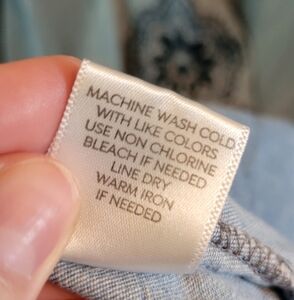 MACHINE WASH COLD
WITH LIKE COLORS
USE NON CHLORINE
BLEACH IF NEEDED
LINE DRY
WARM IRON
IF NEEDED